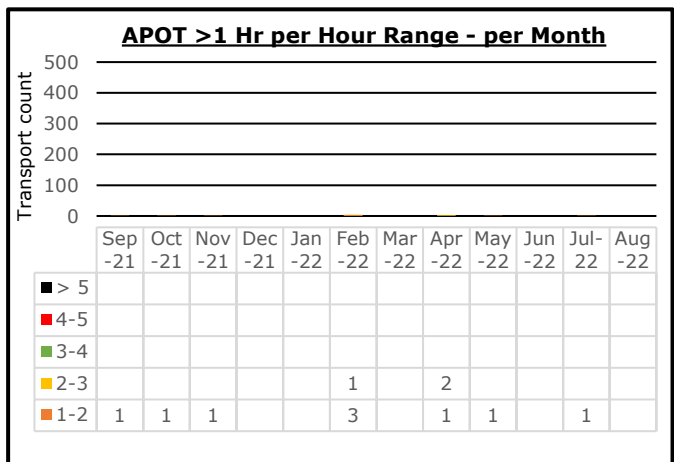 APOT >1 Hr per Hour Range - per Month
Transport count
500
400
300
200
100
0
Sep -21 Oct -21 Nov -21 Dec -21 Jan -22 Feb -22 Mar -22 Apr -22 May -22 Jun -22 Jul- 22 Aug -22
> 5
4-5
3-4
2-3 1 2
1-2 1 1 1 3 1 1 1